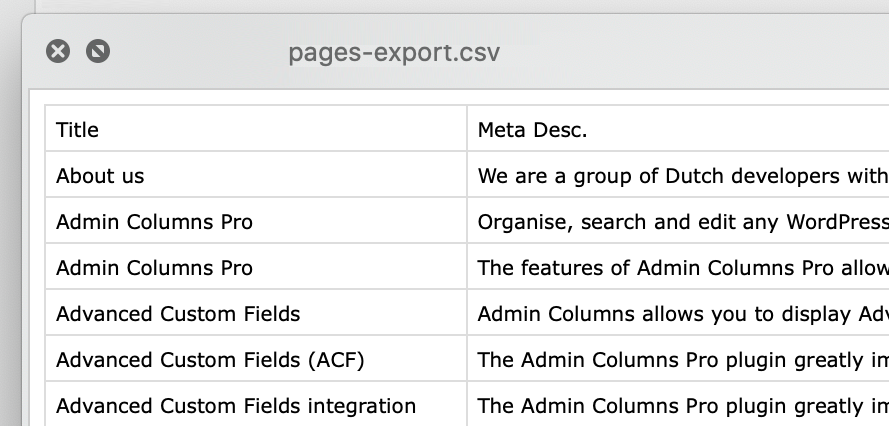 pages-export.csv
Title Meta Desc.
About us We are a group of Dutch developers with
Admin Columns Pro Organise, search and edit any WordPress
Admin Columns Pro The features of Admin Columns Pro allow
Advanced Custom Fields Admin Columns allows you to display Adv
Advanced Custom Fields (ACF) The Admin Columns Pro plugin greatly im
Advanced Custom Fields integration The Admin Columns Pro plugin greatly im